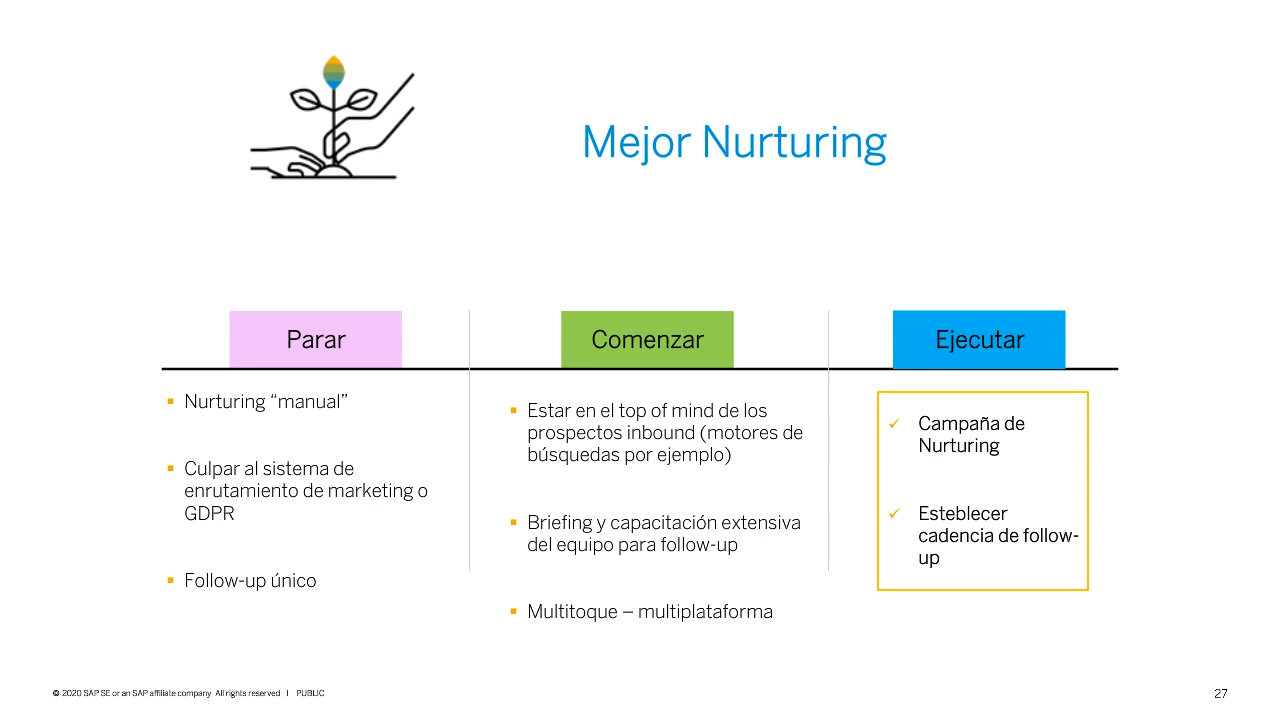 Mejor Nurturing
Parar
▪ Nurturing “manual”
▪ Culpar al sistema de
enrutamiento de marketing o
GDPR
▪ Follow-up único
Comenzar
▪ Estar en el top of mind de los
prospectos inbound (motores de
búsquedas por ejemplo)
▪ Briefing y capacitación extensiva
del equipo para follow-up
▪ Multitoque – multiplataforma
Ejecutar
✓ Campaña de
Nurturing
✓ Esteblecer
cadencia de follow-
up
© 2020 SAP SE or an SAP affiliate company. All rights reserved I PUBLIC
27